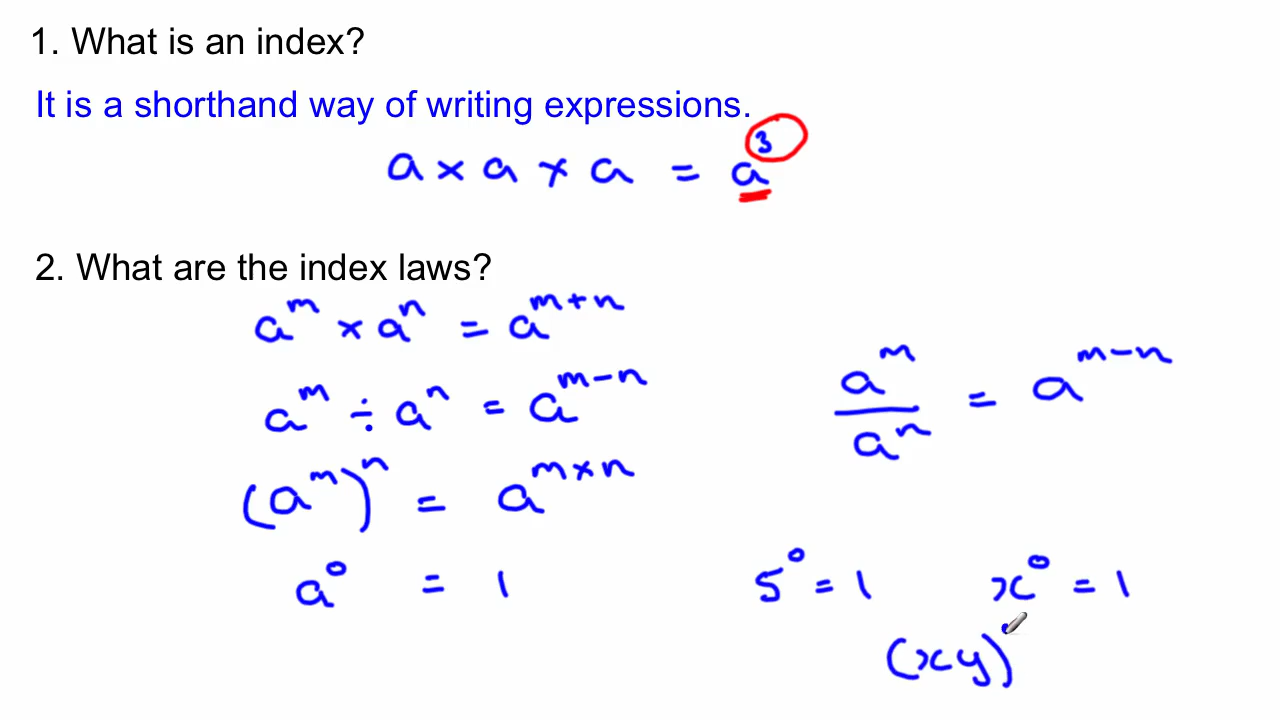 1. What is an index?
It is a shorthand way of writing expressions.
a × a × a = a³
2. What are the index laws?
aᵐ × aⁿ = aᵐ⁺ⁿ
aᵐ ÷ aⁿ = aᵐ⁻ⁿ
aᵐ/aⁿ = aᵐ⁻ⁿ
(aᵐ)ⁿ = aᵐˣⁿ
a⁰ = 1
5⁰ = 1
x⁰ = 1
(xy)